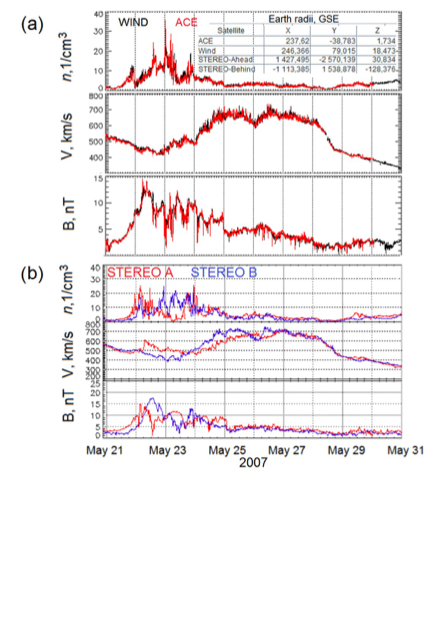 (a)
WIND ACE
Earth radii, GSE
Satellite X Y Z
ACE 237,62 -38,783 1,734
Wind 246,366 79,015 18,473
STEREO-Ahead 1 427,495 -2 570,139 30,834
STEREO-Behind -1 113,385 1 538,878 -128,376
n,1/cm3
40
30
20
10
V, km/s
800
700
600
500
400
B, nT
15
10
5
(b)
STEREO A STEREO B
n,1/cm3
40
30
20
10
0
V, km/s
800
700
600
500
400
300
200
B, nT
25
20
15
10
5
0
May 21 May 23 May 25 May 27 May 29 May 31
2007